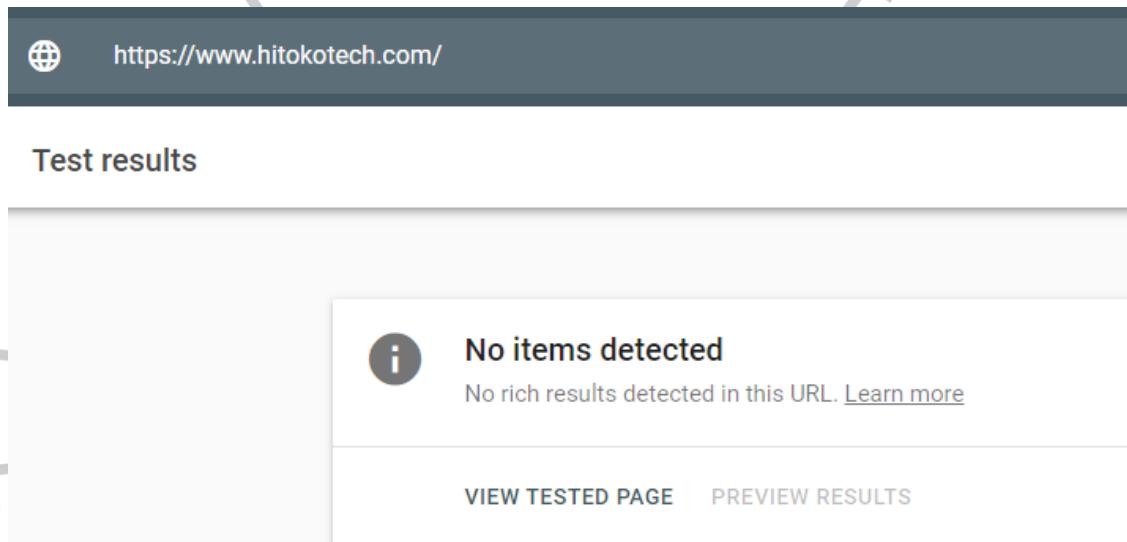 https://www.hitokotech.com/
Test results
No items detected
No rich results detected in this URL. Learn more
VIEW TESTED PAGE PREVIEW RESULTS